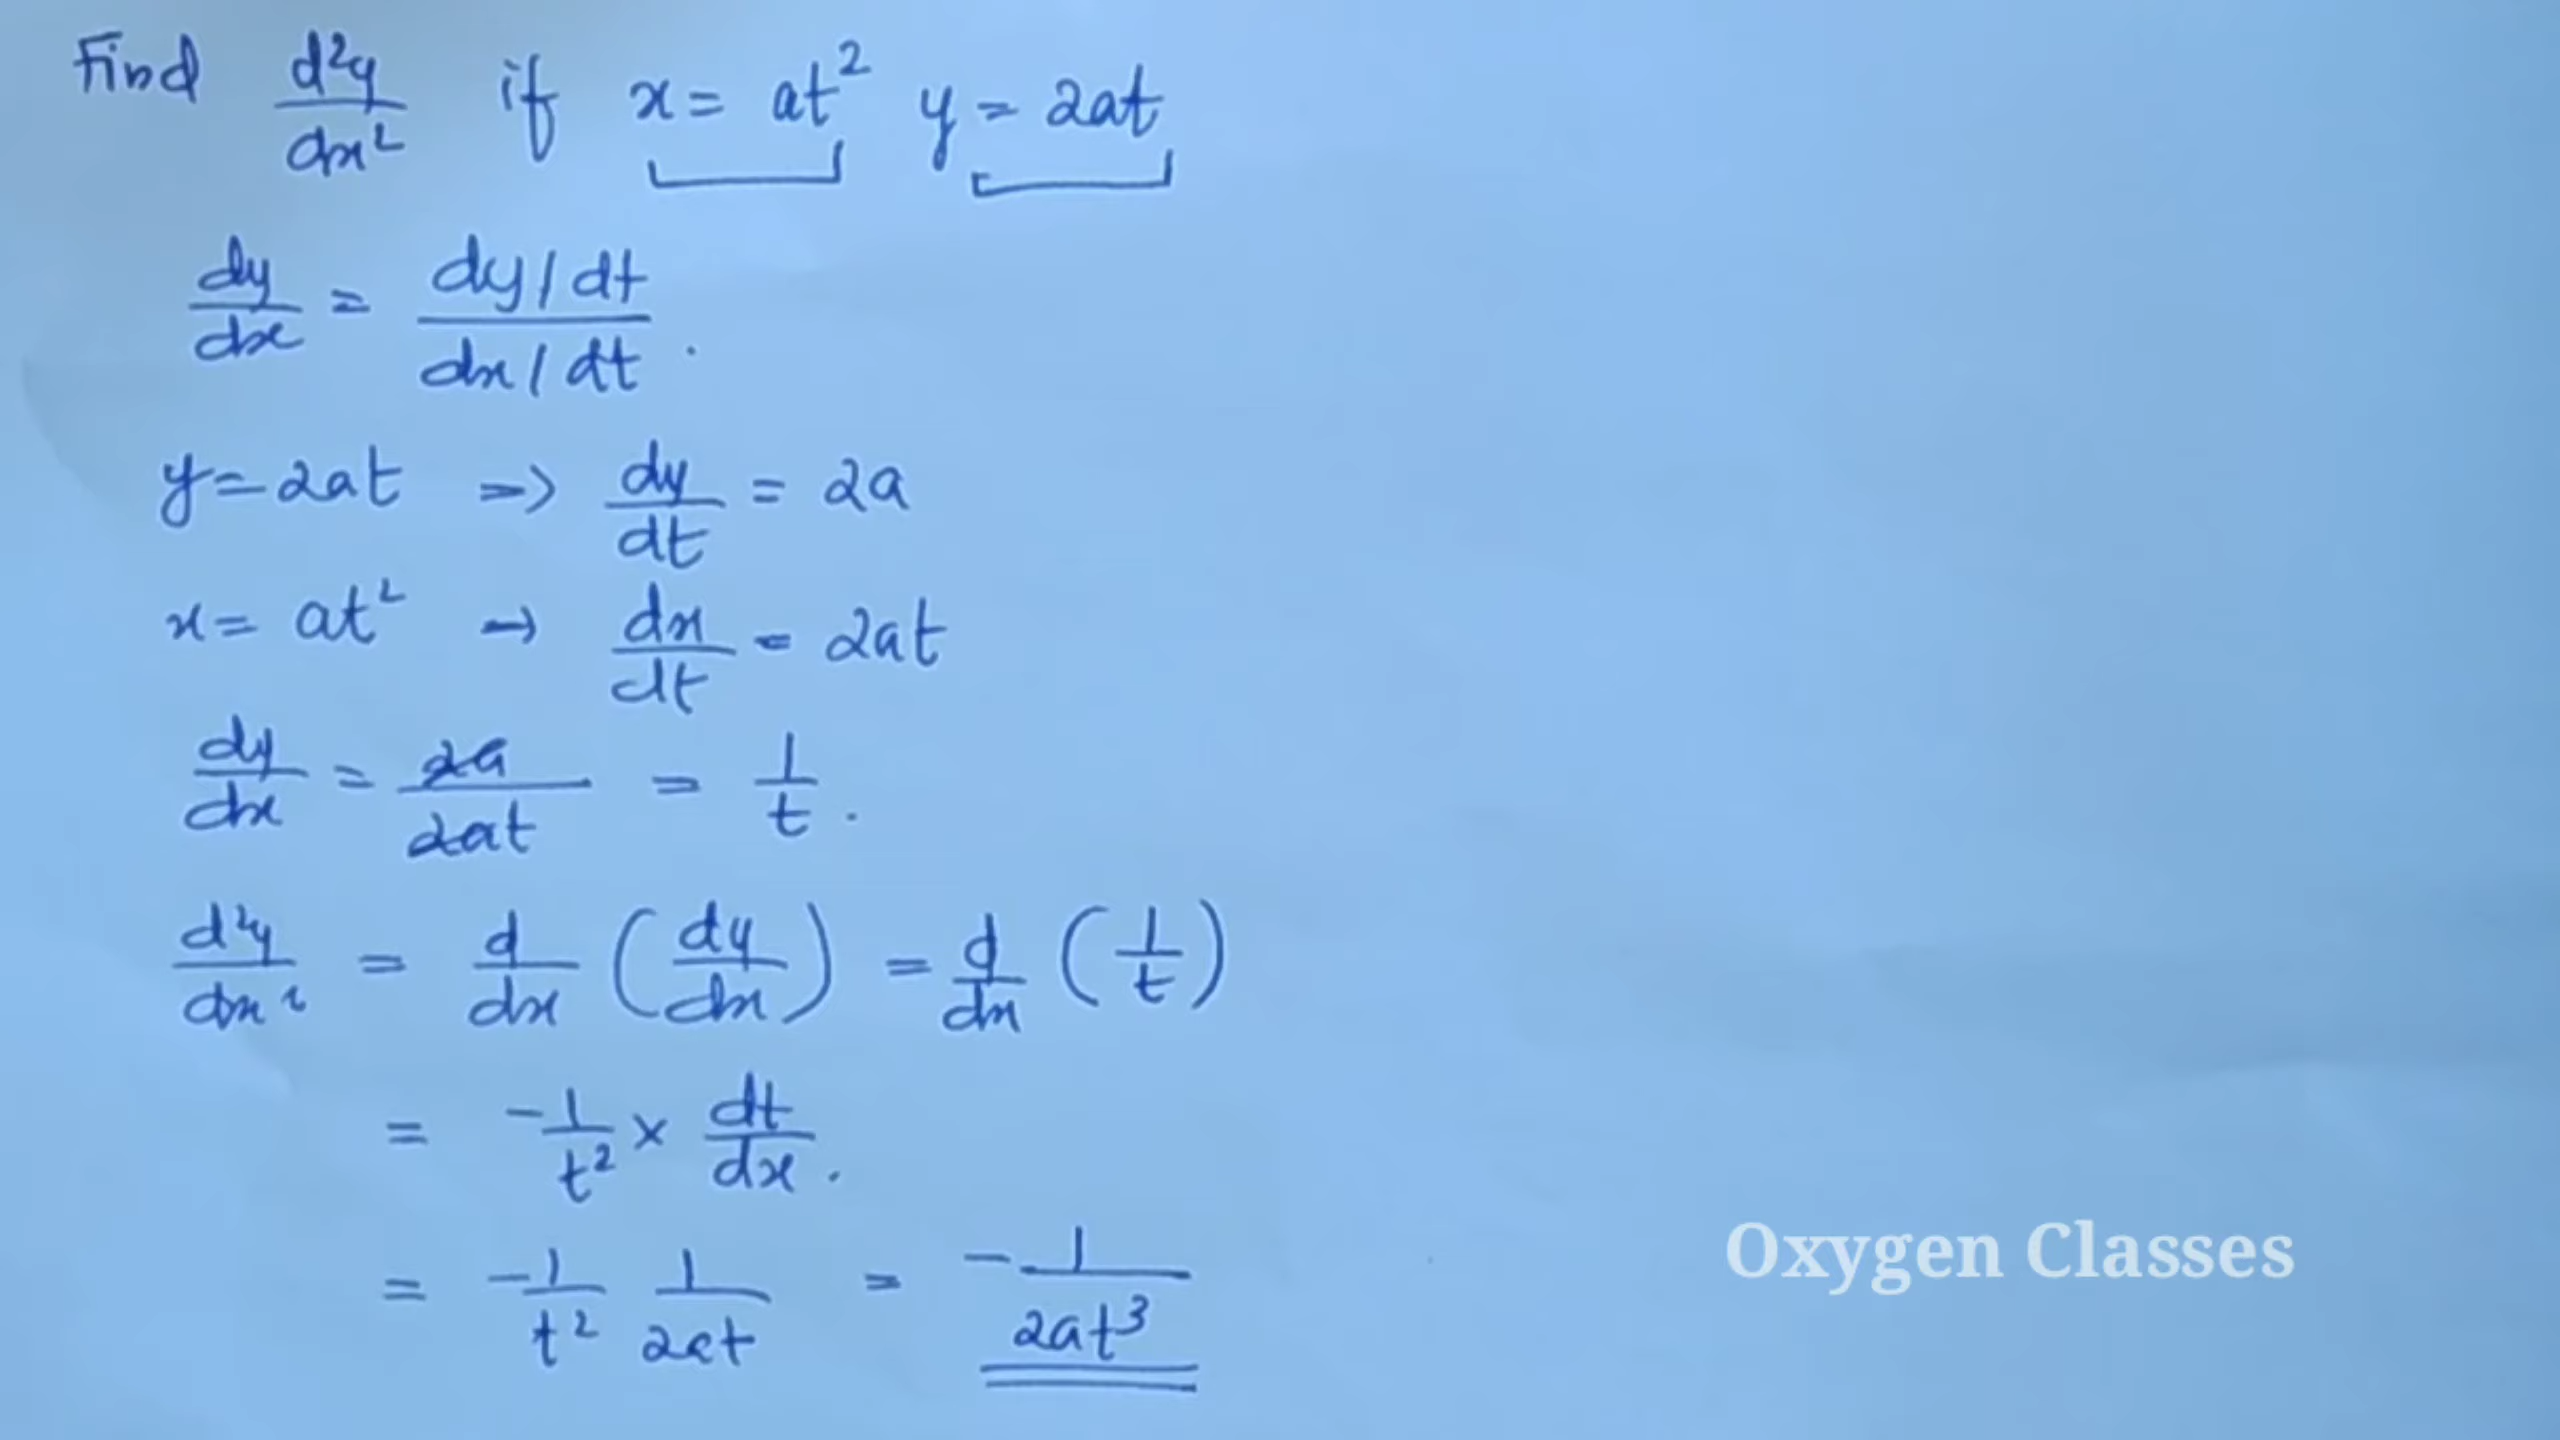 Find d²y/dx² if x = at² y = 2at
dy/dx = (dy/dt)/(dx/dt).
y = 2at => dy/dt = 2a
x = at² → dx/dt = 2at
dy/dx = 2a/2at = 1/t.
d²y/dx² = d/dx (dy/dx) = d/dx (1/t)
= -1/t² × dt/dx.
= -1/t² 1/2at = -1/2at³
Oxygen Classes